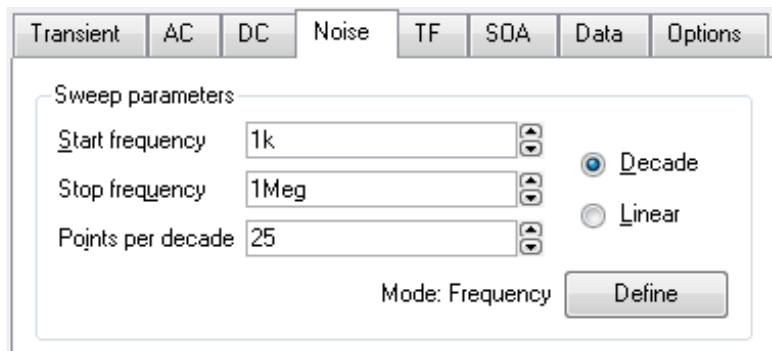 Transient AC DC Noise TF SOA Data Options
Sweep parameters
Start frequency 1k
Decade
Stop frequency 1Meg
Linear
Points per decade 25
Mode: Frequency Define